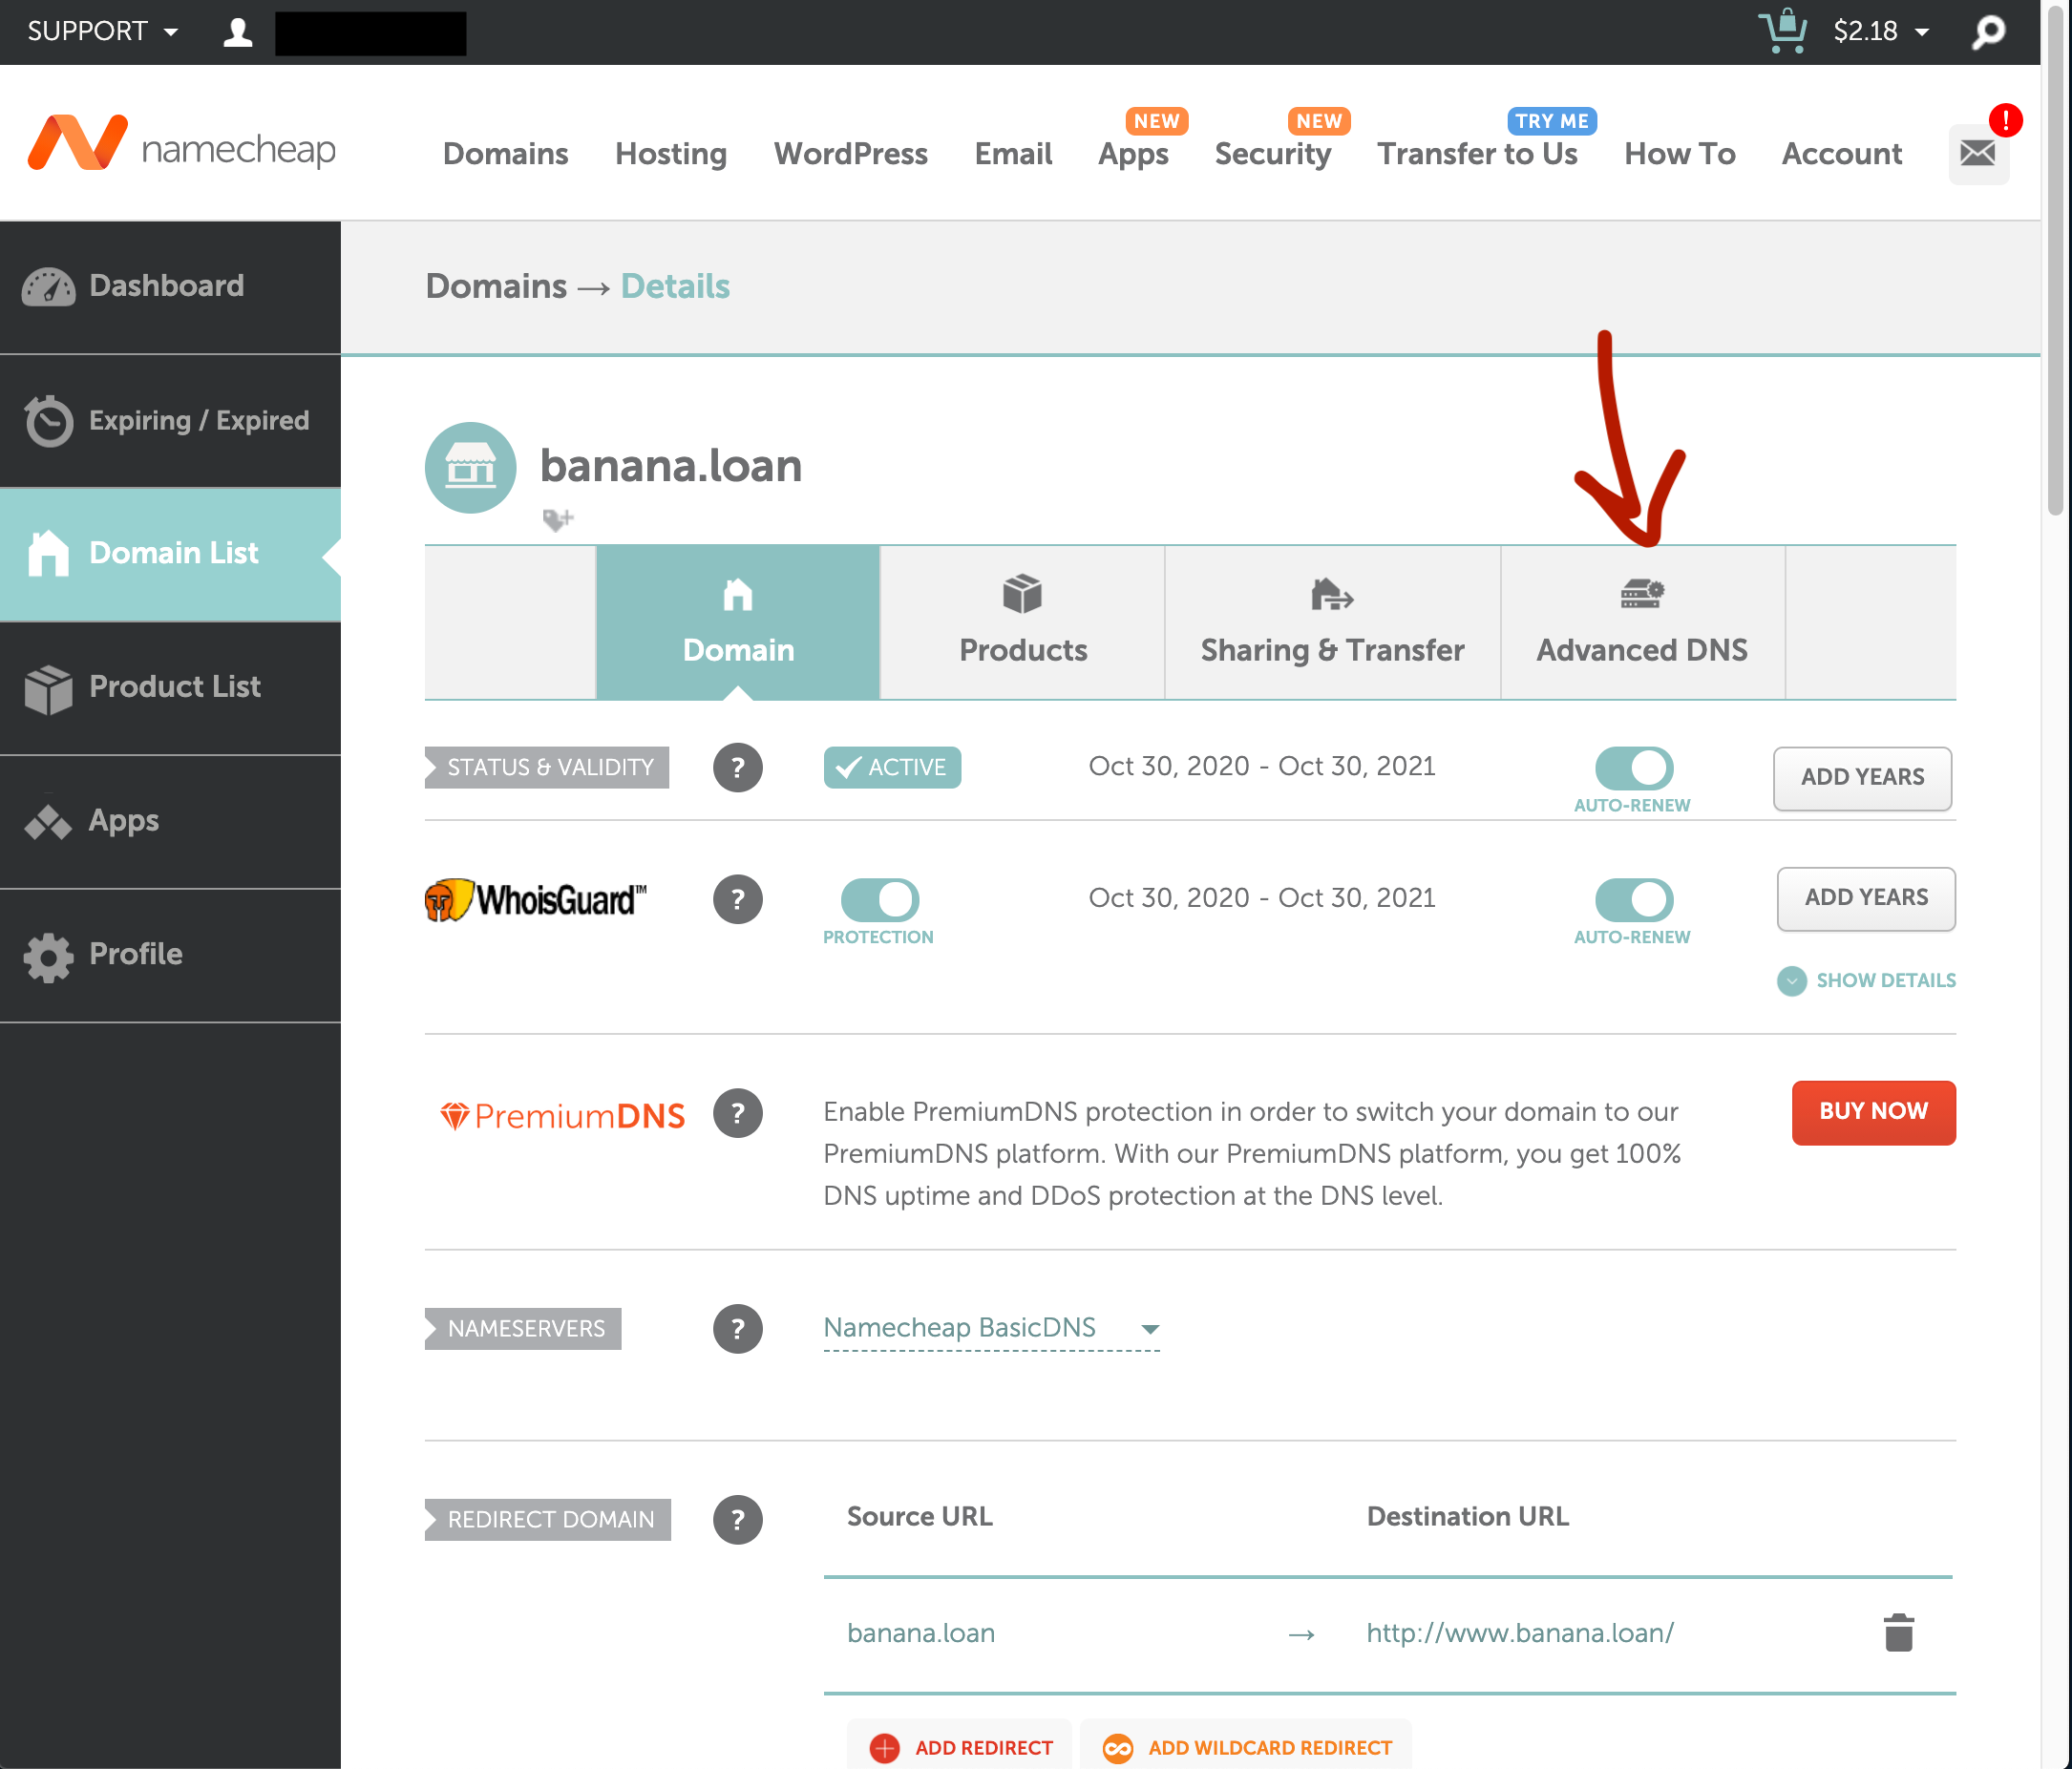 SUPPORT
$2.18
namecheap
Domains
Hosting
WordPress
Email
NEW
Apps
NEW
Security
TRY ME
Transfer to Us
How To
Account
!
Dashboard
Expiring / Expired
Domain List
Product List
Apps
Profile
Domains → Details
banana.loan
Domain
Products
Sharing & Transfer
Advanced DNS
STATUS & VALIDITY
?
ACTIVE
Oct 30, 2020 - Oct 30, 2021
AUTO-RENEW
ADD YEARS
WhoisGuard™
?
PROTECTION
Oct 30, 2020 - Oct 30, 2021
AUTO-RENEW
ADD YEARS
SHOW DETAILS
PremiumDNS
?
Enable PremiumDNS protection in order to switch your domain to our
PremiumDNS platform. With our PremiumDNS platform, you get 100%
DNS uptime and DDoS protection at the DNS level.
BUY NOW
NAMESERVERS
?
Namecheap BasicDNS
REDIRECT DOMAIN
?
Source URL
Destination URL
banana.loan
→
http://www.banana.loan/
ADD REDIRECT
ADD WILDCARD REDIRECT